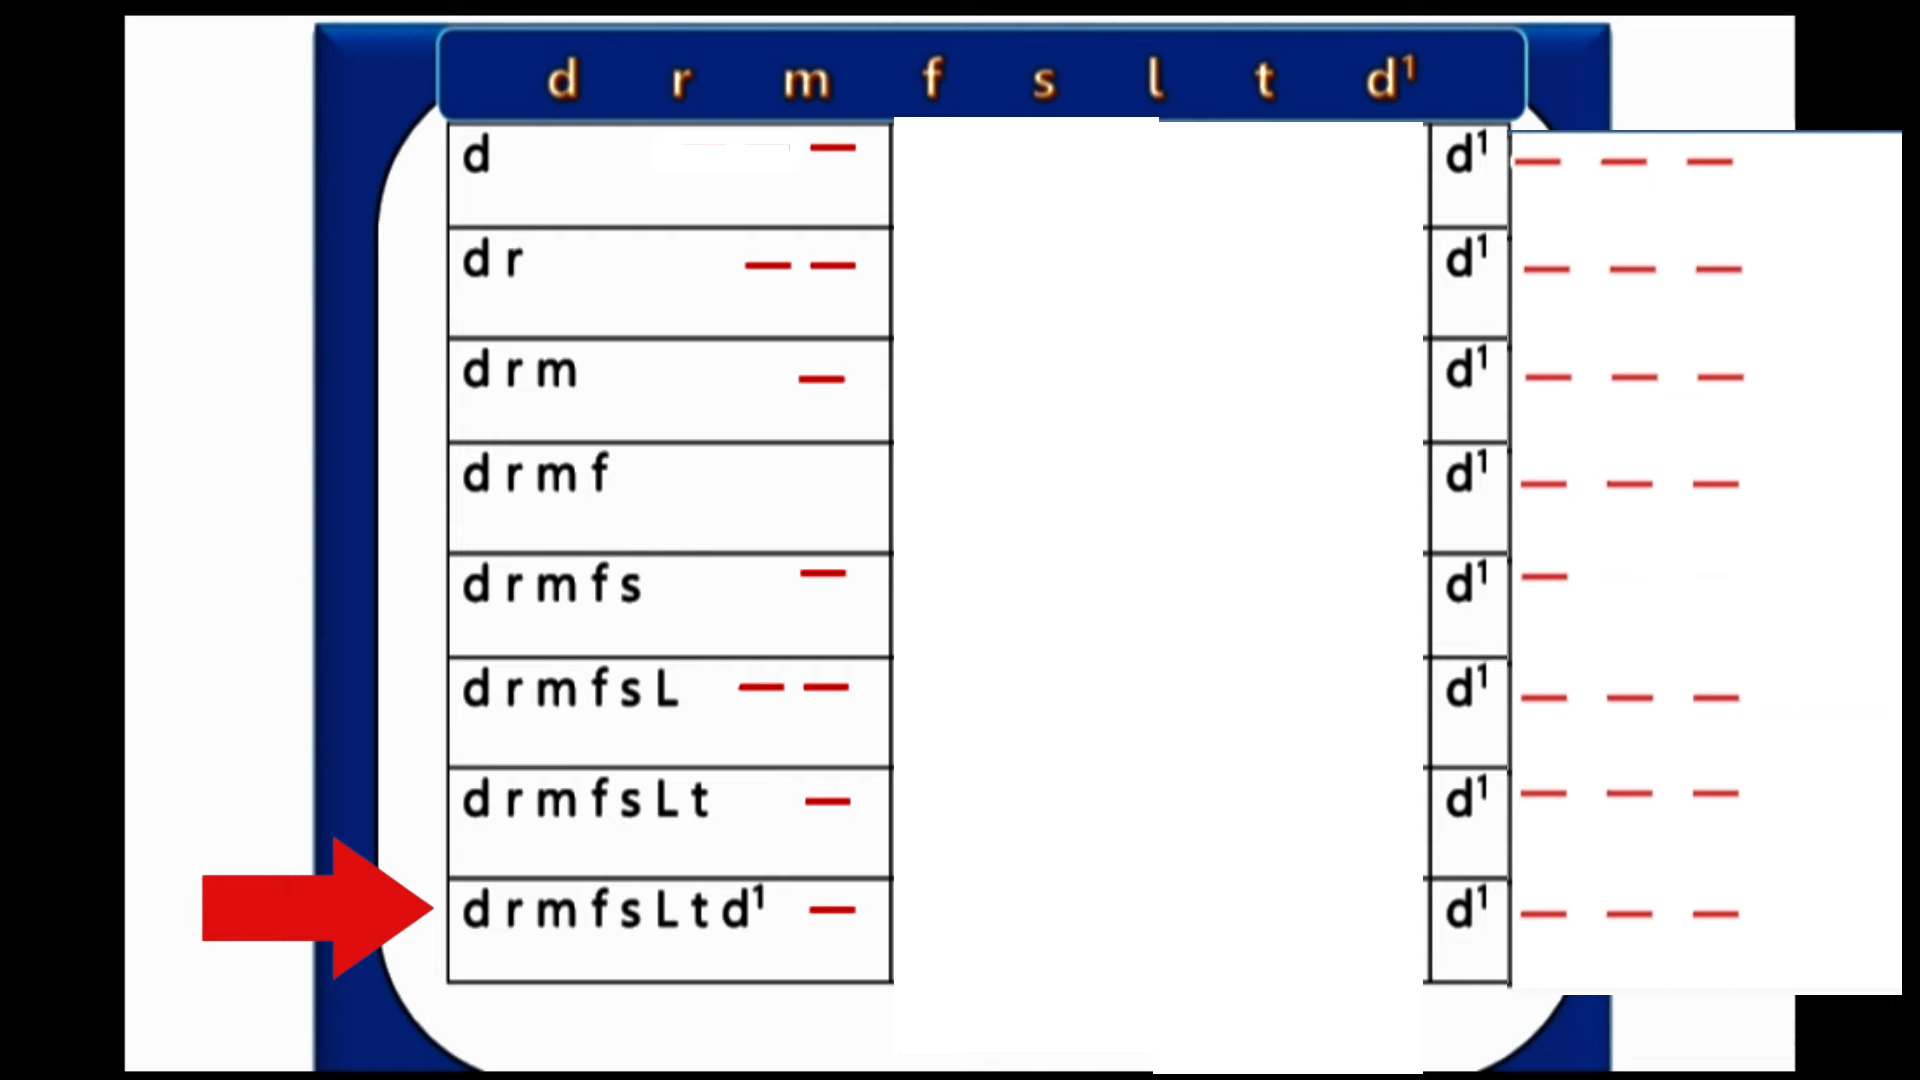 d r m f s l t d¹
d — d¹ — — —
d r — — d¹ — — —
d r m — d¹ — — —
d r m f d¹ — — —
d r m f s — d¹ —
d r m f s L — — d¹ — — —
d r m f s L t — d¹ — — —
d r m f s L t d¹ — d¹ — — —